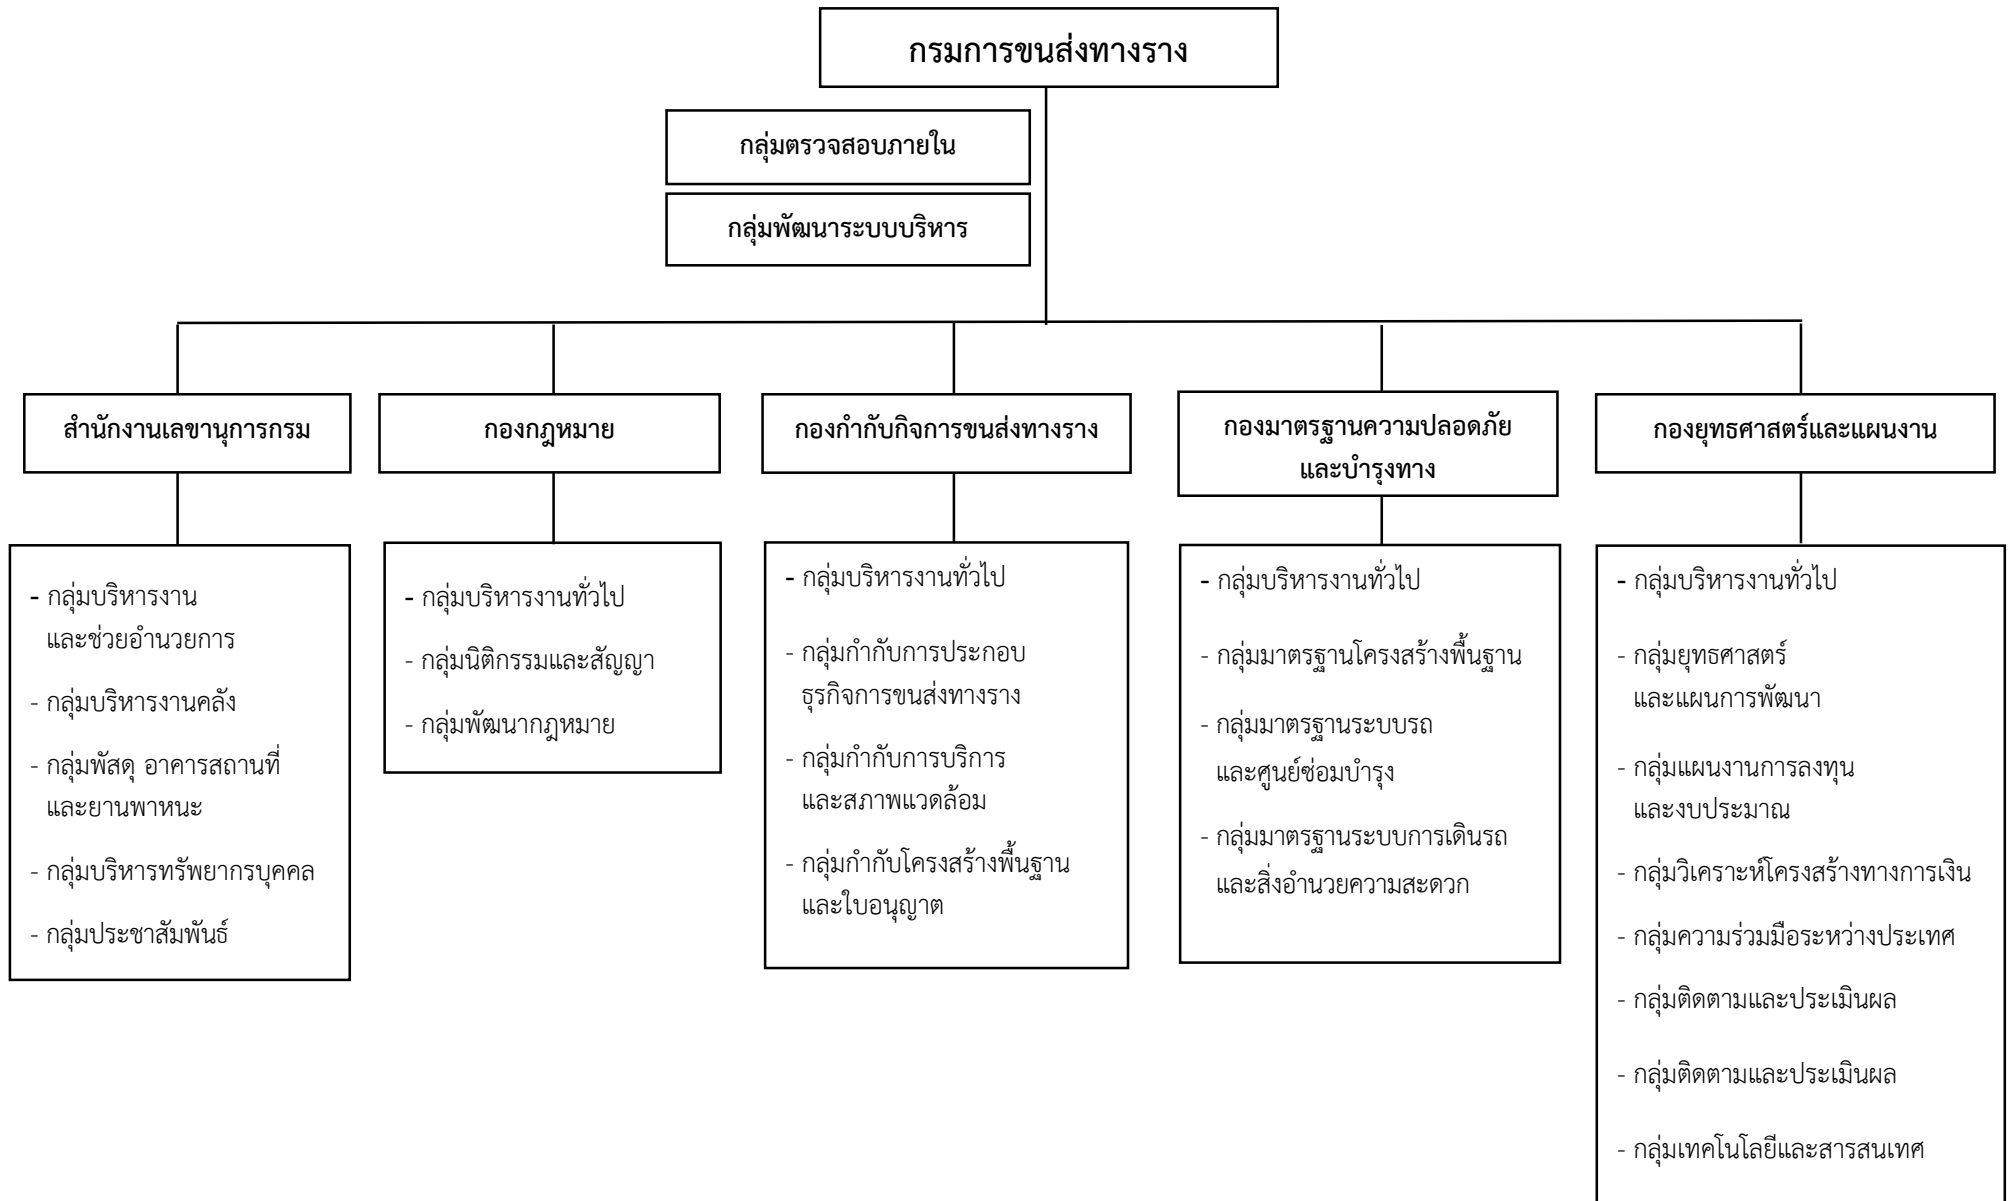 กรมการขนส่งทางราง
กลุ่มตรวจสอบภายใน
กลุ่มพัฒนาระบบบริหาร
สำนักงานเลขานุการกรม
กองกฎหมาย
กองกำกับกิจการขนส่งทางราง
กองมาตรฐานความปลอดภัย
และบำรุงทาง
กองยุทธศาสตร์และแผนงาน
- กลุ่มบริหารงาน
และช่วยอำนวยการ
- กลุ่มบริหารงานคลัง
- กลุ่มพัสดุ อาคารสถานที่
และยานพาหนะ
- กลุ่มบริหารทรัพยากรบุคคล
- กลุ่มประชาสัมพันธ์
- กลุ่มบริหารงานทั่วไป
- กลุ่มนิติกรรมและสัญญา
- กลุ่มพัฒนากฎหมาย
- กลุ่มบริหารงานทั่วไป
- กลุ่มกำกับการประกอบ
ธุรกิจการขนส่งทางราง
- กลุ่มกำกับการบริการ
และสภาพแวดล้อม
- กลุ่มกำกับโครงสร้างพื้นฐาน
และใบอนุญาต
- กลุ่มบริหารงานทั่วไป
- กลุ่มมาตรฐานโครงสร้างพื้นฐาน
- กลุ่มมาตรฐานระบบรถ
และศูนย์ซ่อมบำรุง
- กลุ่มมาตรฐานระบบการเดินรถ
และสิ่งอำนวยความสะดวก
- กลุ่มบริหารงานทั่วไป
- กลุ่มยุทธศาสตร์
และแผนการพัฒนา
- กลุ่มแผนงานการลงทุน
และงบประมาณ
- กลุ่มวิเคราะห์โครงสร้างทางการเงิน
- กลุ่มความร่วมมือระหว่างประเทศ
- กลุ่มติดตามและประเมินผล
- กลุ่มติดตามและประเมินผล
- กลุ่มเทคโนโลยีและสารสนเทศ